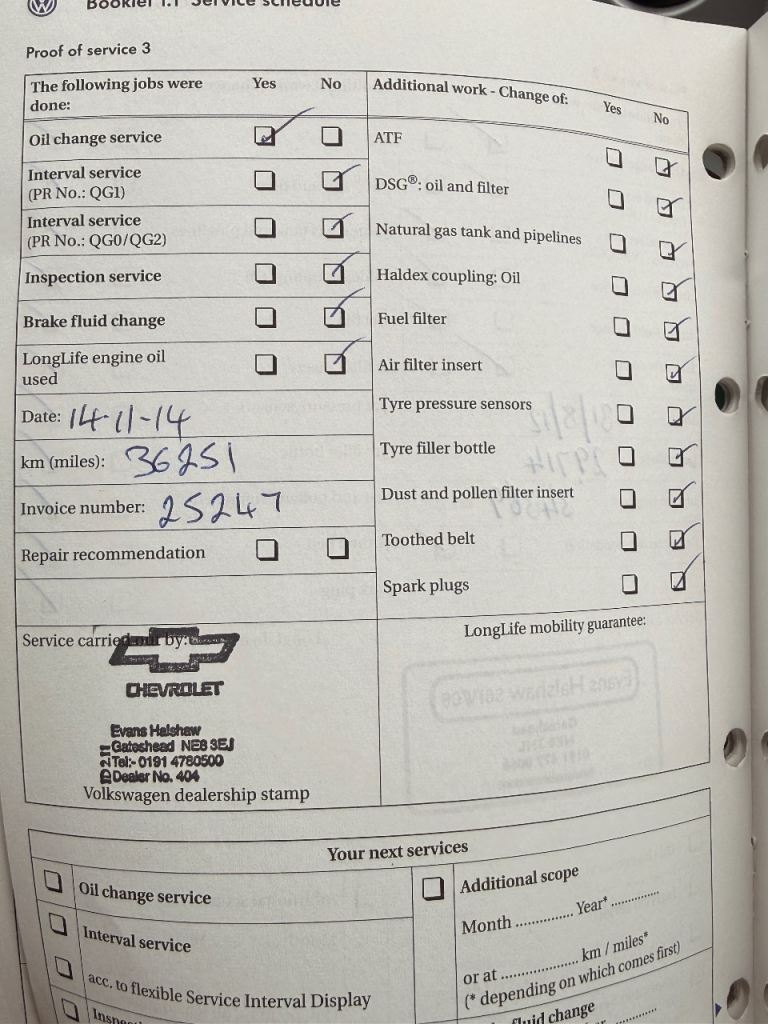 Booklet 1.1 Service schedule
Proof of service 3
The following jobs were done:
Yes No
Oil change service
Interval service
(PR No.: QG1)
Interval service
(PR No.: QG0/QG2)
Inspection service
Brake fluid change
LongLife engine oil
used
Date: 14-11-14
km (miles): 36251
Invoice number: 25247
Repair recommendation
Additional work - Change of:
Yes No
ATF
DSG®: oil and filter
Natural gas tank and pipelines
Haldex coupling: Oil
Fuel filter
Air filter insert
Tyre pressure sensors
Tyre filler bottle
Dust and pollen filter insert
Toothed belt
Spark plugs
Service carried out by:
CHEVROLET
Evans Halshaw
Gateshead NE8 3EJ
Tel:- 0191 4780500
Dealer No. 404
Volkswagen dealership stamp
LongLife mobility guarantee:
Your next services
Oil change service
Interval service
acc. to flexible Service Interval Display
Additional scope
Month .............. Year* ..............
or at ...................... km / miles*
(* depending on which comes first)
fluid change